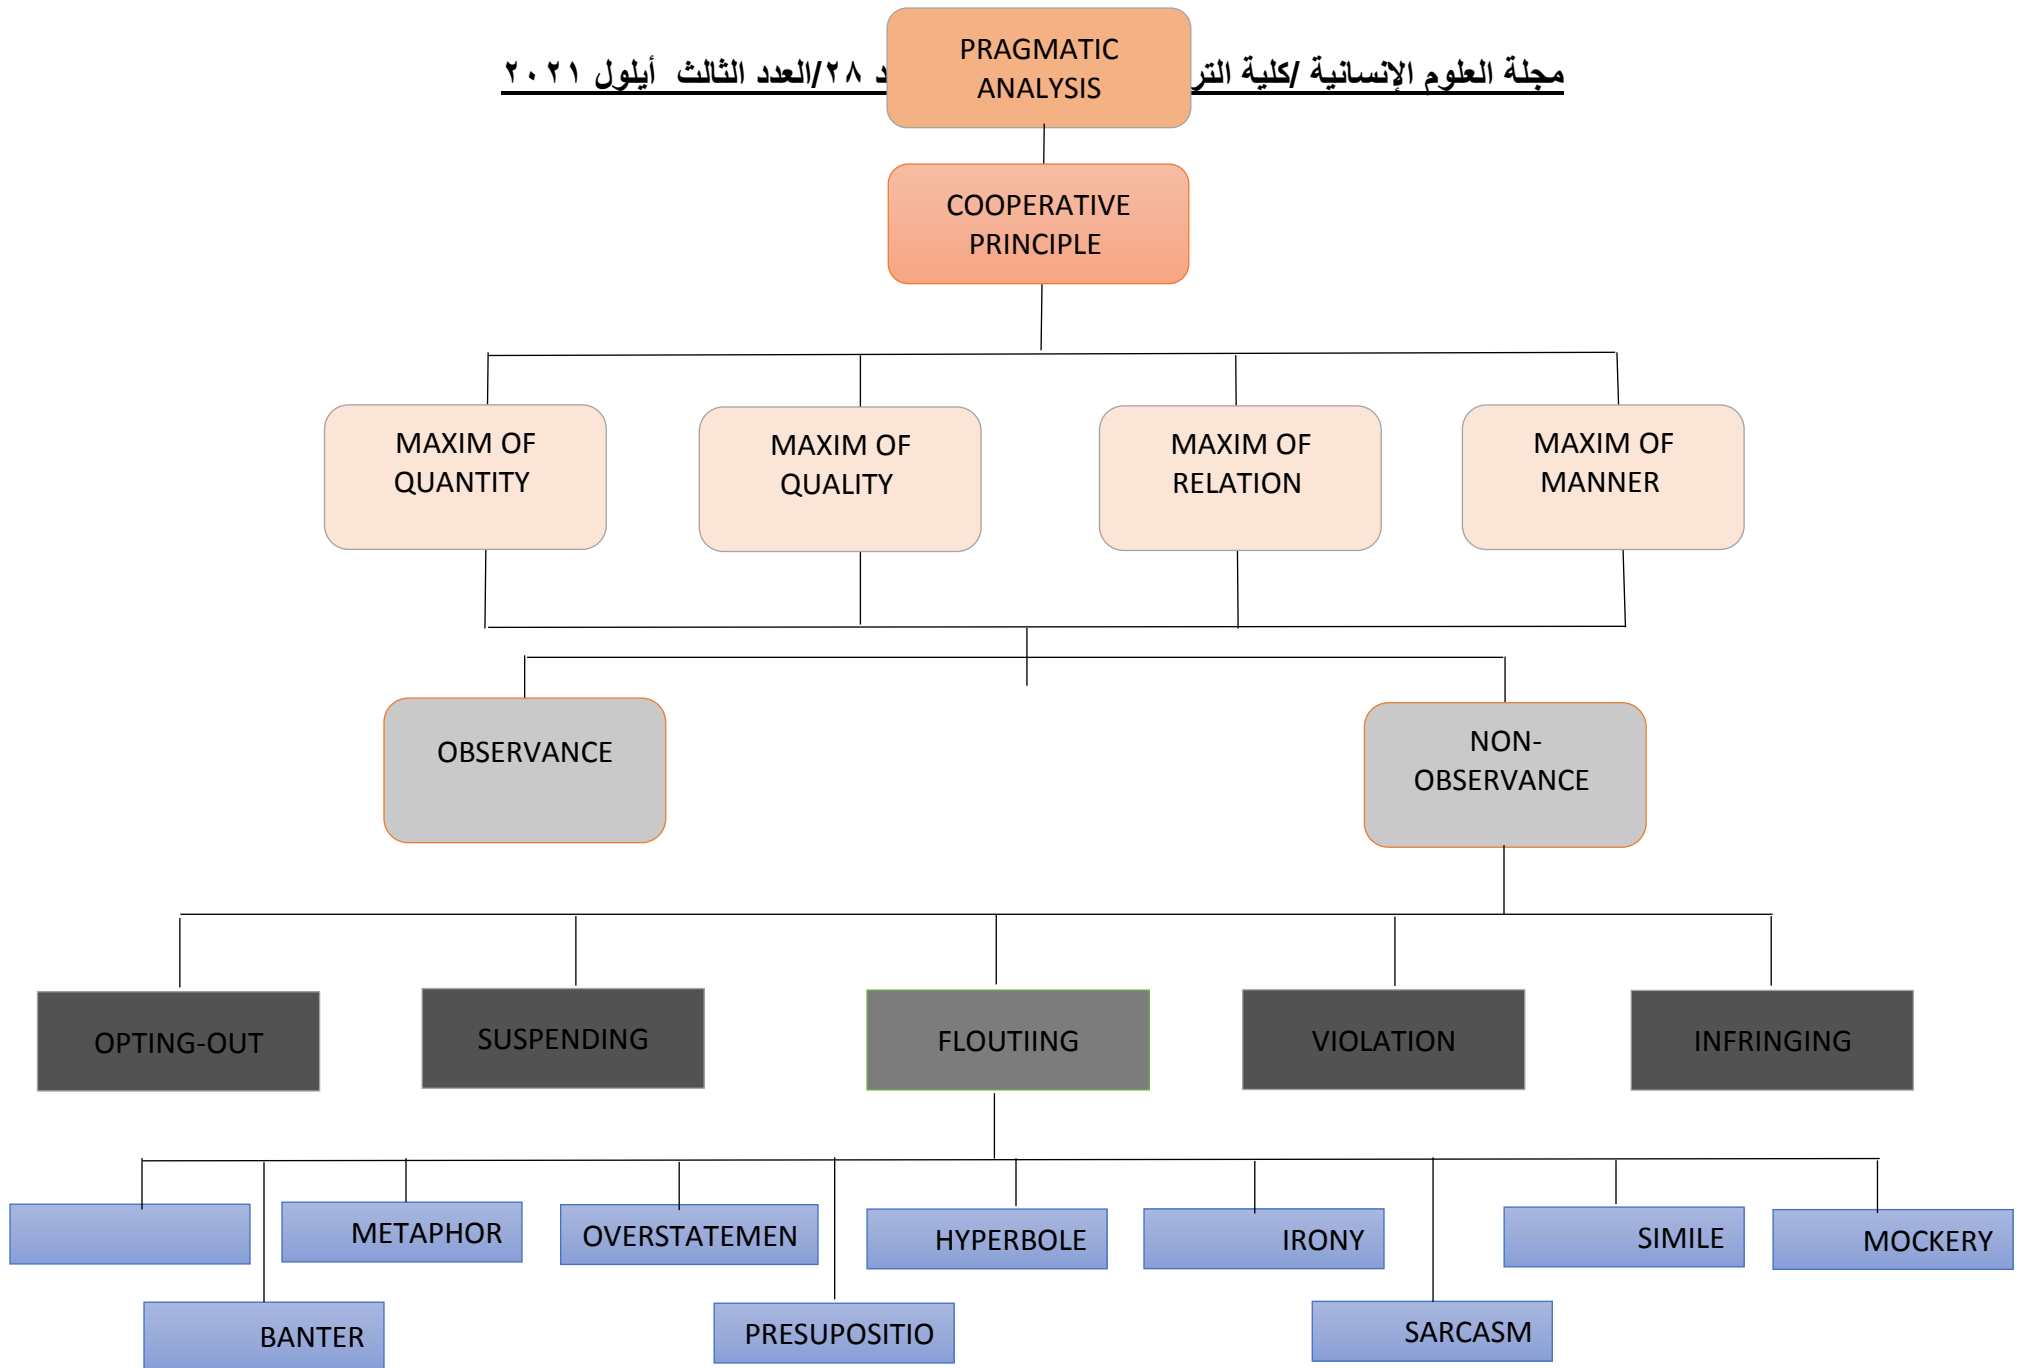 PRAGMATIC
ANALYSIS
مجلة العلوم الإنسانية /كلية التر د ٢٨/العدد الثالث أيلول ٢٠٢١
COOPERATIVE
PRINCIPLE
MAXIM OF
QUANTITY
MAXIM OF
QUALITY
MAXIM OF
RELATION
MAXIM OF
MANNER
OBSERVANCE
NON-
OBSERVANCE
OPTING-OUT
SUSPENDING
FLOUTIING
VIOLATION
INFRINGING
METAPHOR
OVERSTATEMEN
HYPERBOLE
IRONY
SIMILE
MOCKERY
BANTER
PRESUPOSITIO
SARCASM